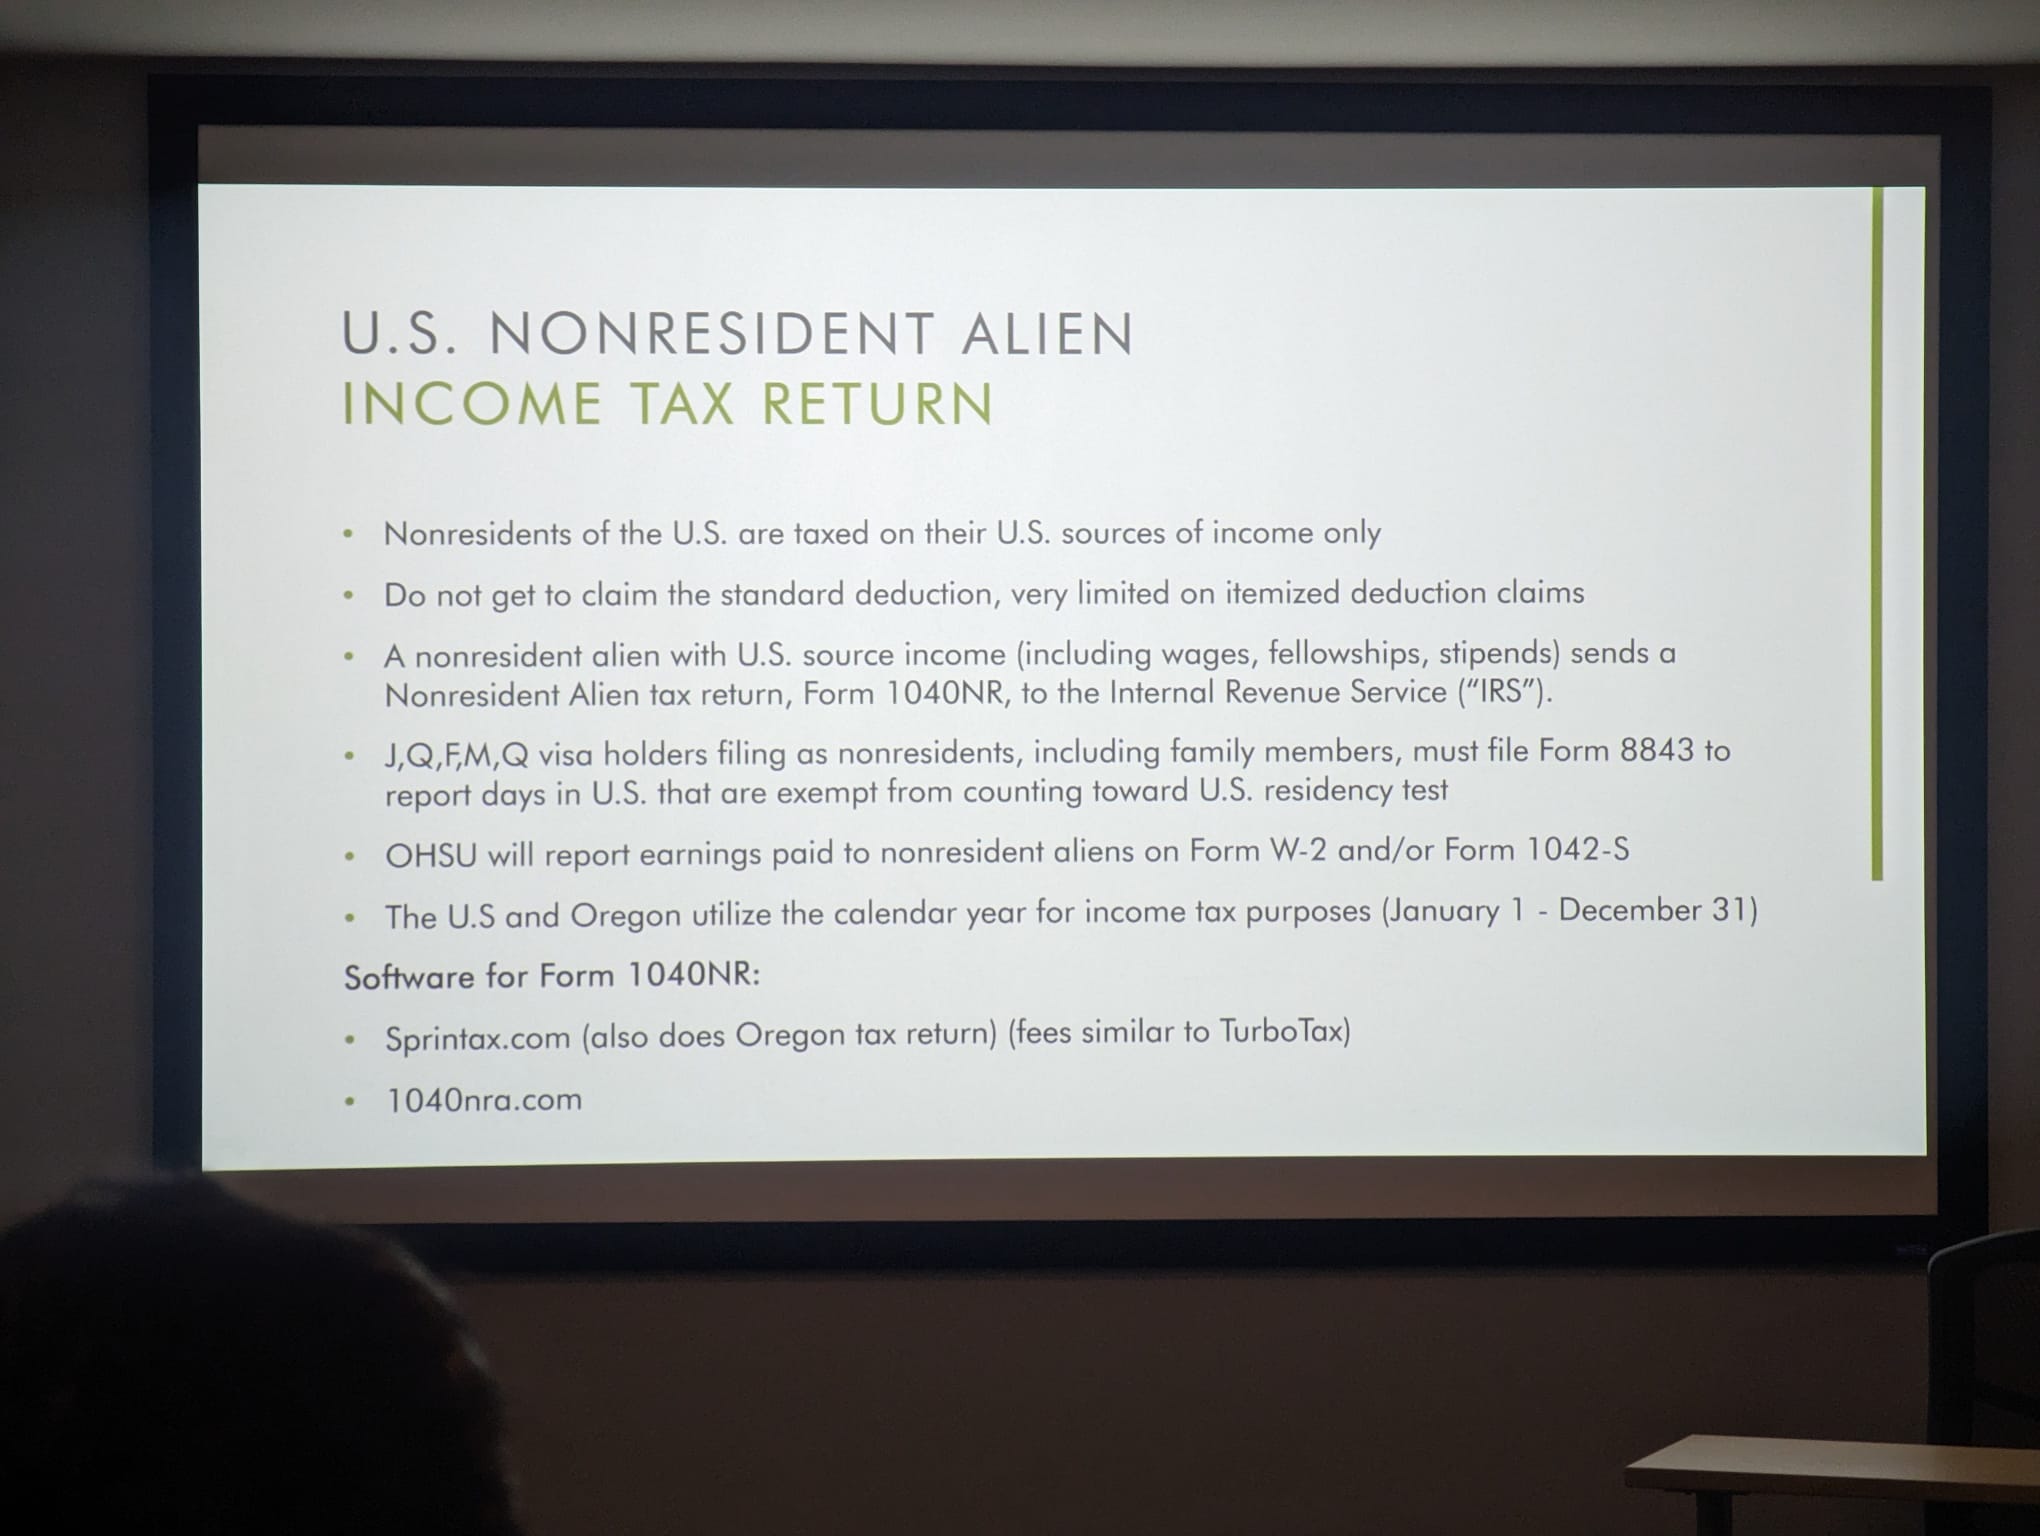 U.S. NONRESIDENT ALIEN
INCOME TAX RETURN
• Nonresidents of the U.S. are taxed on their U.S. sources of income only
• Do not get to claim the standard deduction, very limited on itemized deduction claims
• A nonresident alien with U.S. source income (including wages, fellowships, stipends) sends a
Nonresident Alien tax return, Form 1040NR, to the Internal Revenue Service (“IRS”).
• J,Q,F,M,Q visa holders filing as nonresidents, including family members, must file Form 8843 to
report days in U.S. that are exempt from counting toward U.S. residency test
• OHSU will report earnings paid to nonresident aliens on Form W-2 and/or Form 1042-S
• The U.S and Oregon utilize the calendar year for income tax purposes (January 1 - December 31)
Software for Form 1040NR:
• Sprintax.com (also does Oregon tax return) (fees similar to TurboTax)
• 1040nra.com